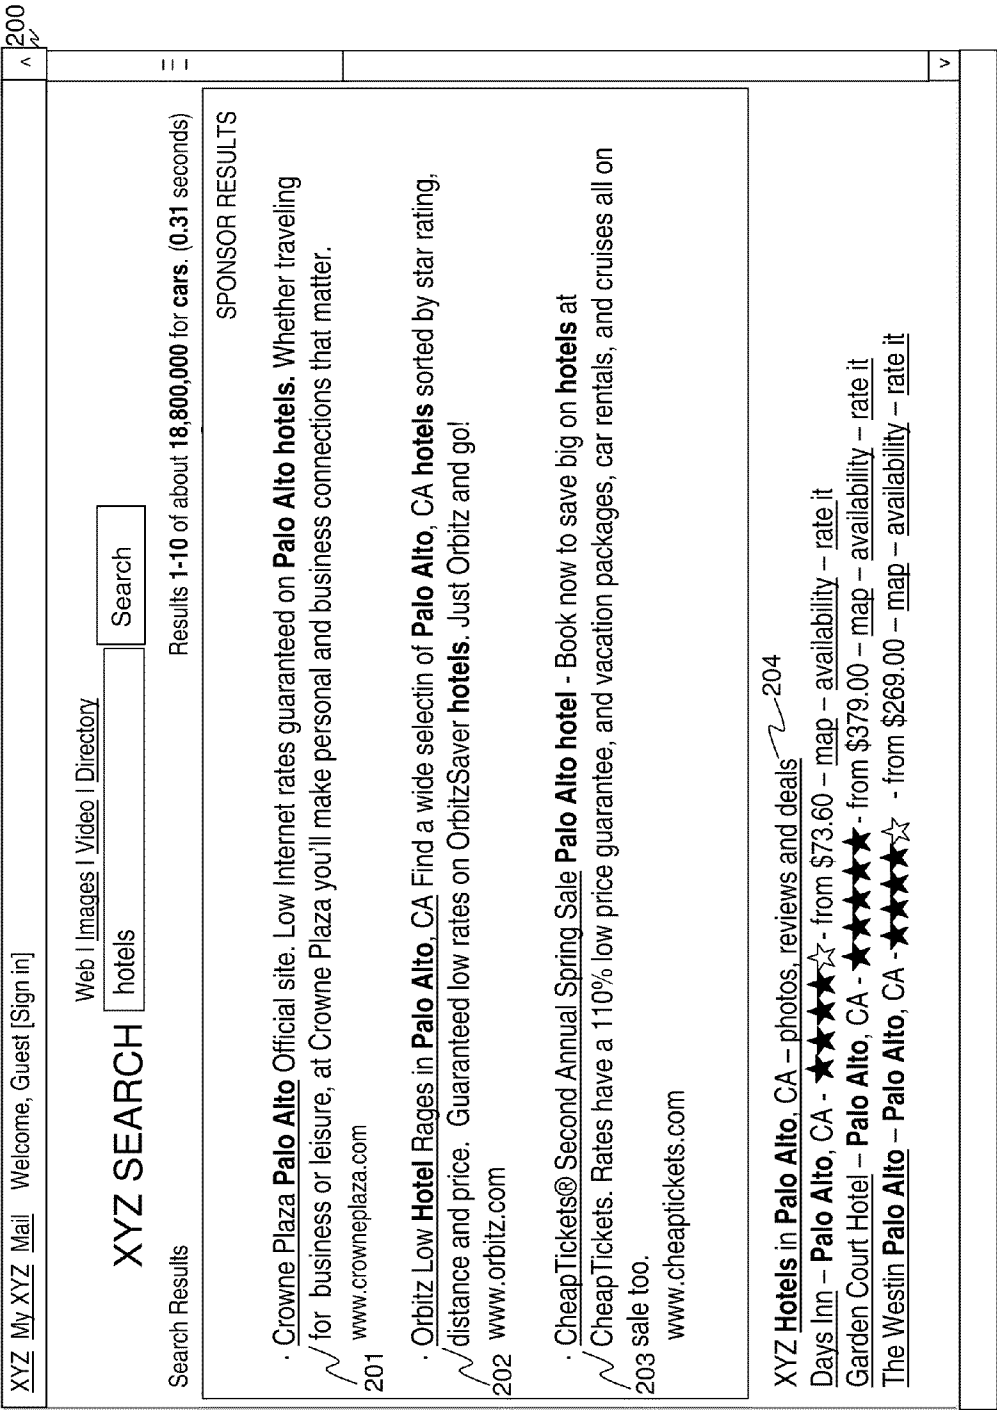 200
XYZ My XYZ Mail Welcome, Guest [Sign in]
^
Web | Images | Video | Directory
XYZ SEARCH hotels Search
Search Results Results 1-10 of about 18,800,000 for cars. (0.31 seconds)
SPONSOR RESULTS
· Crowne Plaza Palo Alto Official site. Low Internet rates guaranteed on Palo Alto hotels. Whether traveling
for business or leisure, at Crowne Plaza you'll make personal and business connections that matter.
201 www.crowneplaza.com
· Orbitz Low Hotel Rages in Palo Alto, CA Find a wide selectin of Palo Alto, CA hotels sorted by star rating,
distance and price. Guaranteed low rates on OrbitzSaver hotels. Just Orbitz and go!
202 www.orbitz.com
· CheapTickets® Second Annual Spring Sale Palo Alto hotel - Book now to save big on hotels at
CheapTickets. Rates have a 110% low price guarantee, and vacation packages, car rentals, and cruises all on
203 sale too.
www.cheaptickets.com
XYZ Hotels in Palo Alto, CA – photos, reviews and deals 204
Days Inn – Palo Alto, CA - ★★★★☆ - from $73.60 – map – availability – rate it
Garden Court Hotel – Palo Alto, CA - ★★★★★ - from $379.00 – map – availability – rate it
The Westin Palo Alto – Palo Alto, CA - ★★★★☆ - from $269.00 – map – availability – rate it
v